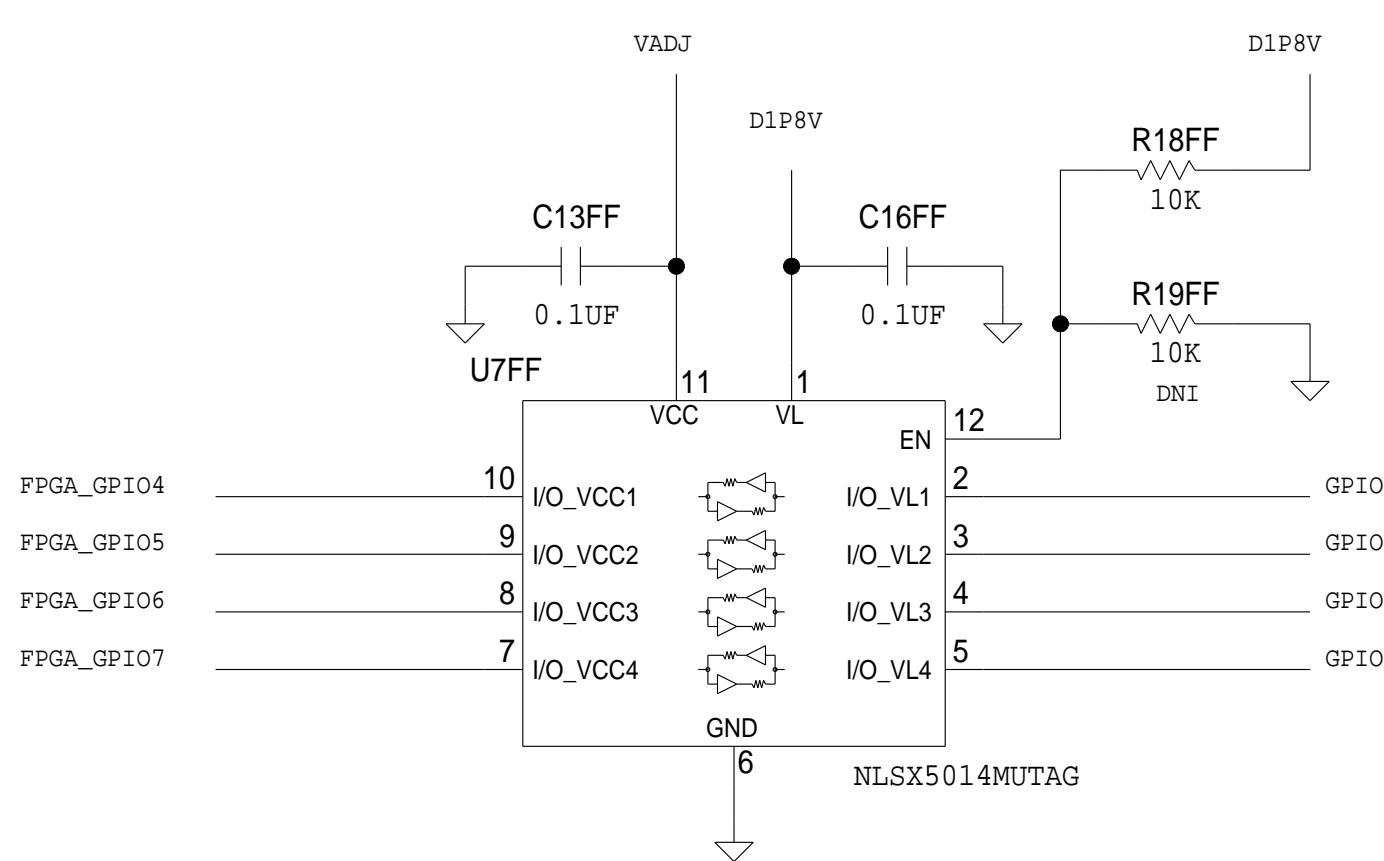 VADJ
D1P8V
D1P8V
R18FF
10K
C13FF
0.1UF
C16FF
0.1UF
R19FF
10K
DNI
U7FF
11
1
VCC
VL
EN
12
FPGA_GPIO4
10
I/O_VCC1
I/O_VL1
2
GPIO
FPGA_GPIO5
9
I/O_VCC2
I/O_VL2
3
GPIO
FPGA_GPIO6
8
I/O_VCC3
I/O_VL3
4
GPIO
FPGA_GPIO7
7
I/O_VCC4
I/O_VL4
5
GPIO
GND
6
NLSX5014MUTAG